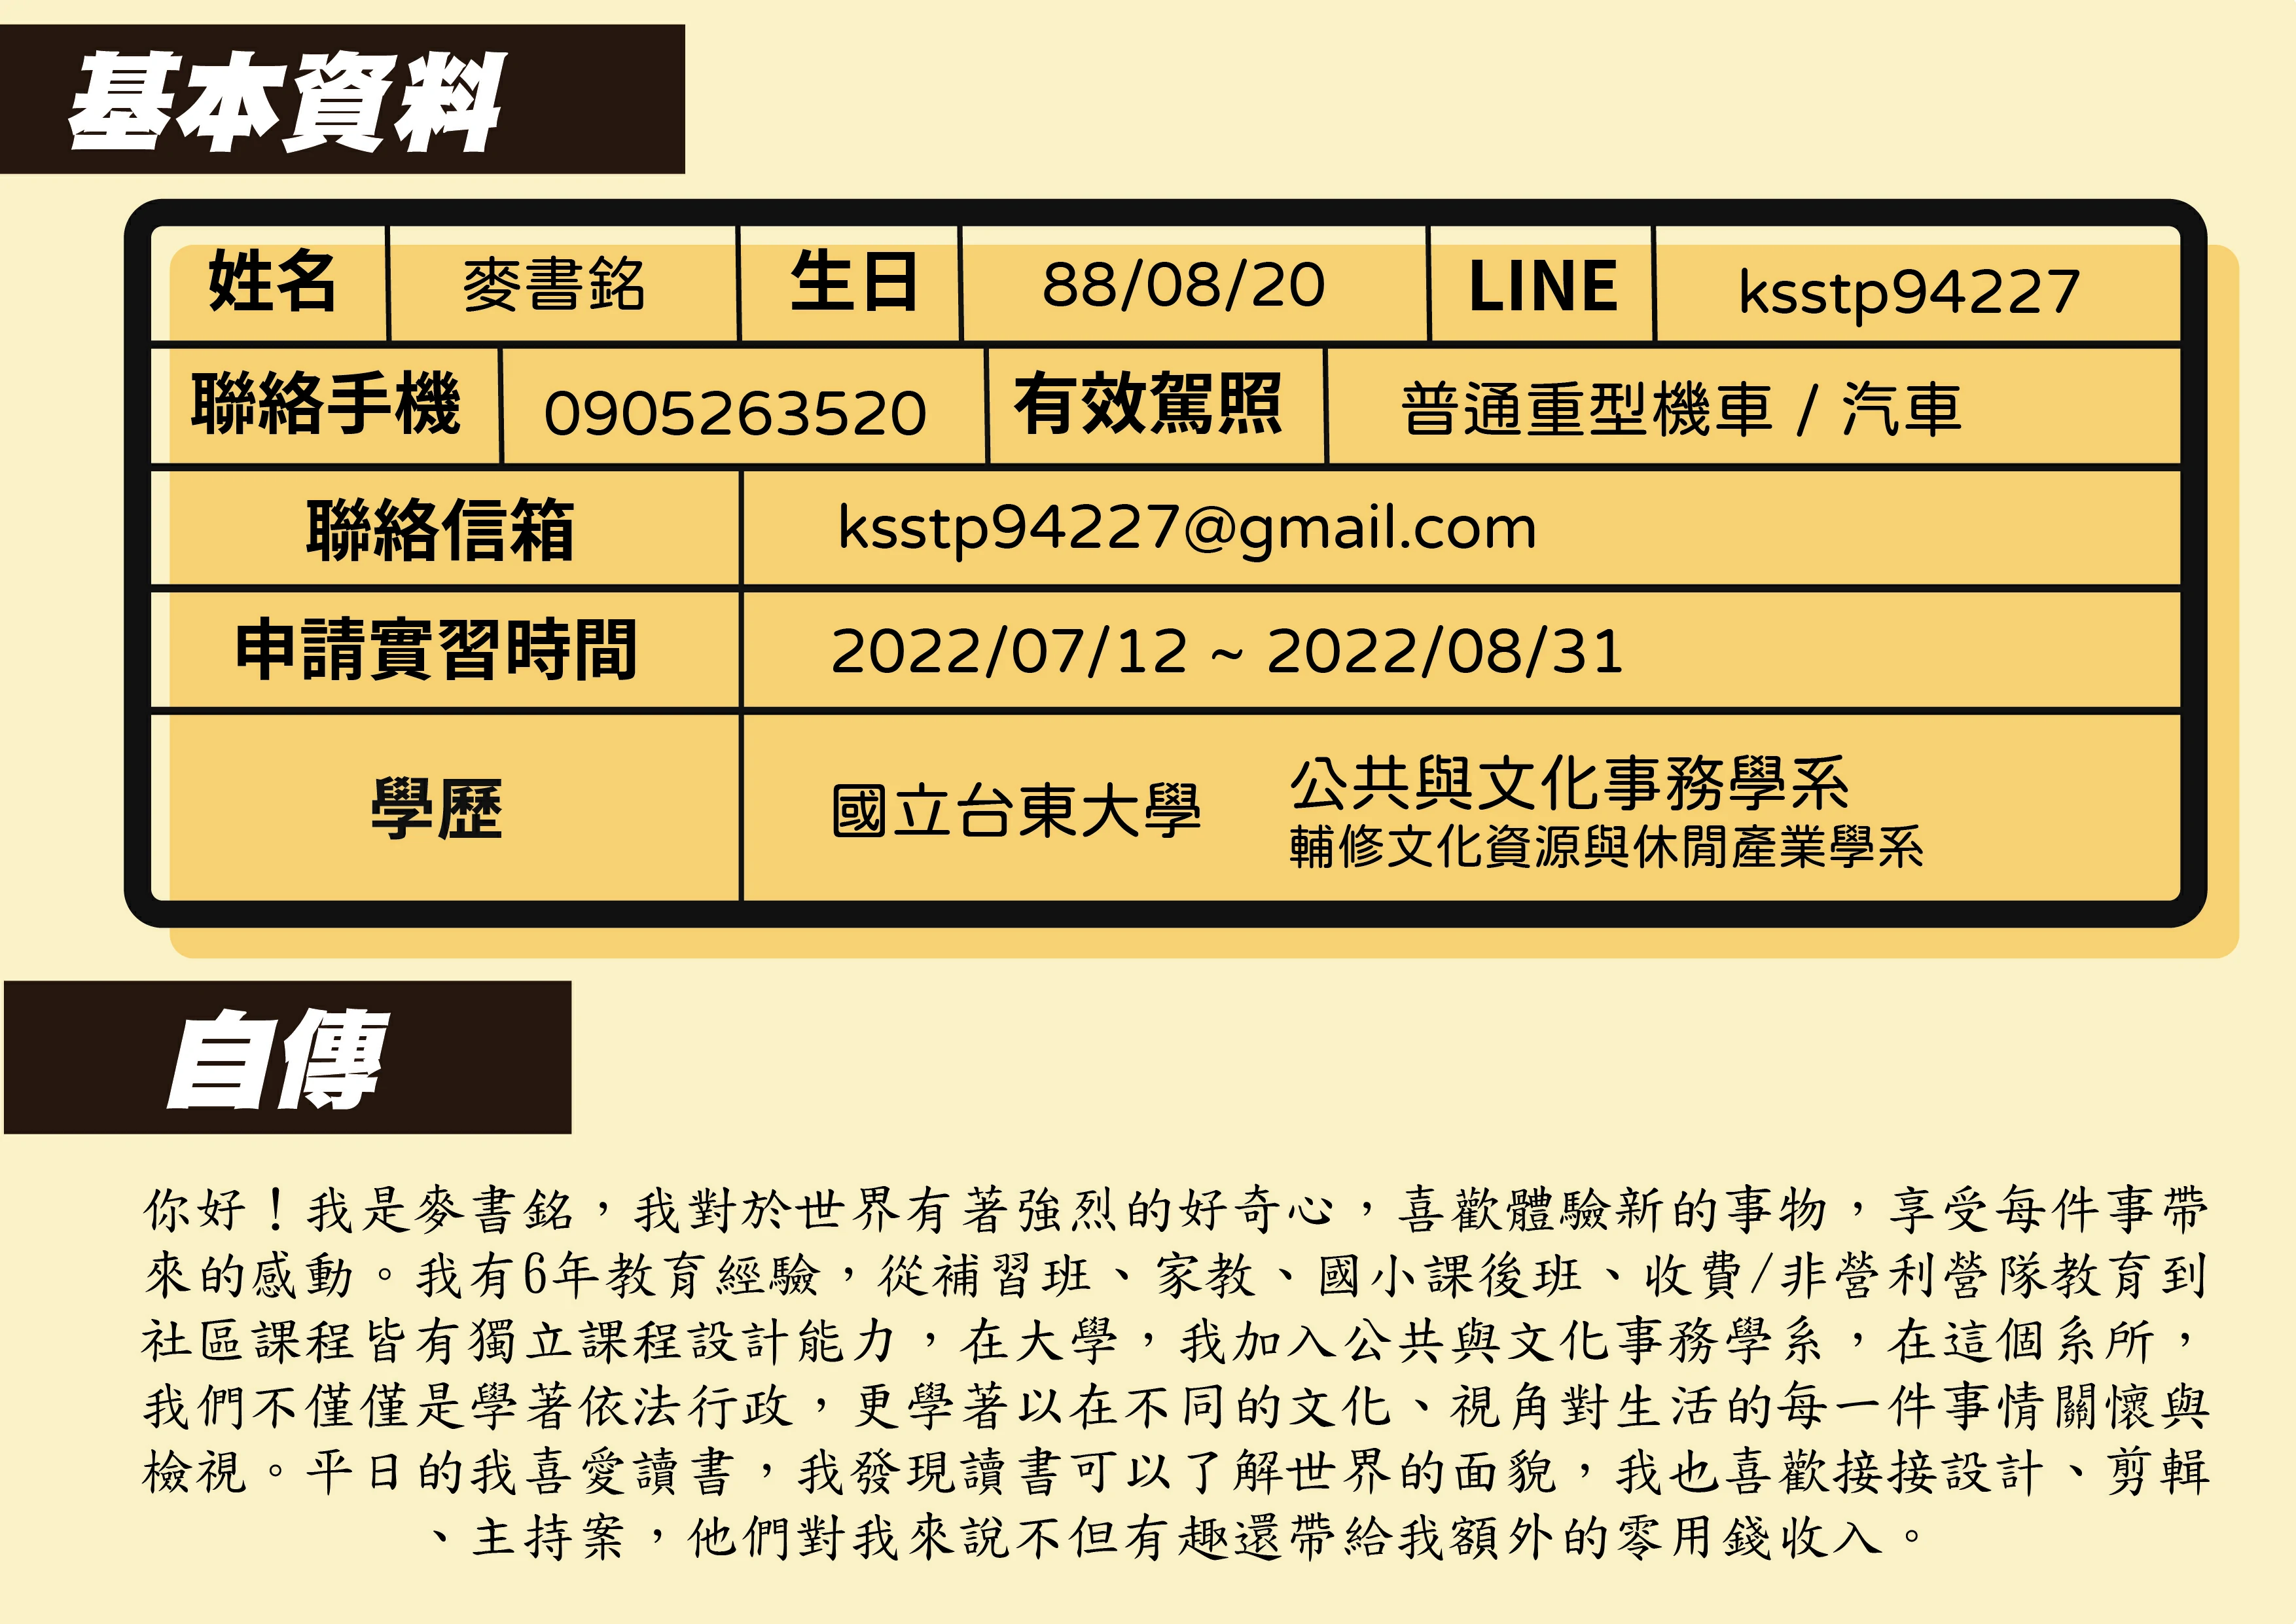 基本資料
姓名 麥書銘 生日 88/08/20 LINE ksstp94227
聯絡手機 0905263520 有效駕照 普通重型機車 / 汽車
聯絡信箱 ksstp94227@gmail.com
申請實習時間 2022/07/12 ~ 2022/08/31
學歷 國立台東大學 公共與文化事務學系
輔修文化資源與休閒產業學系
自傳
你好！我是麥書銘，我對於世界有著強烈的好奇心，喜歡體驗新的事物，享受每件事帶
來的感動。我有6年教育經驗，從補習班、家教、國小課後班、收費/非營利營隊教育到
社區課程皆有獨立課程設計能力，在大學，我加入公共與文化事務學系，在這個系所，
我們不僅僅是學著依法行政，更學著以在不同的文化、視角對生活的每一件事情關懷與
檢視。平日的我喜愛讀書，我發現讀書可以了解世界的面貌，我也喜歡接接設計、剪輯
、主持案，他們對我來說不但有趣還帶給我額外的零用錢收入。